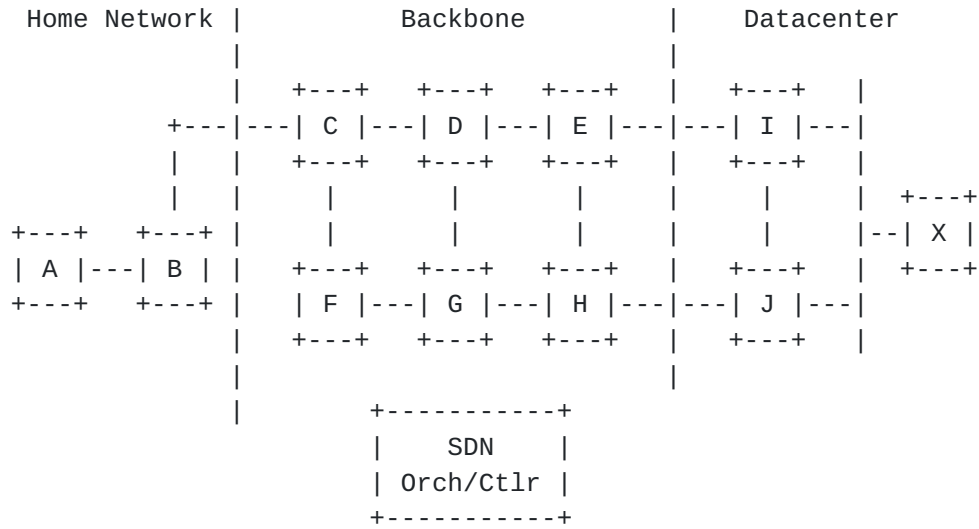 Home Network | Backbone | Datacenter
C D E I
X
A B
F G H J
SDN
Orch/Ctlr